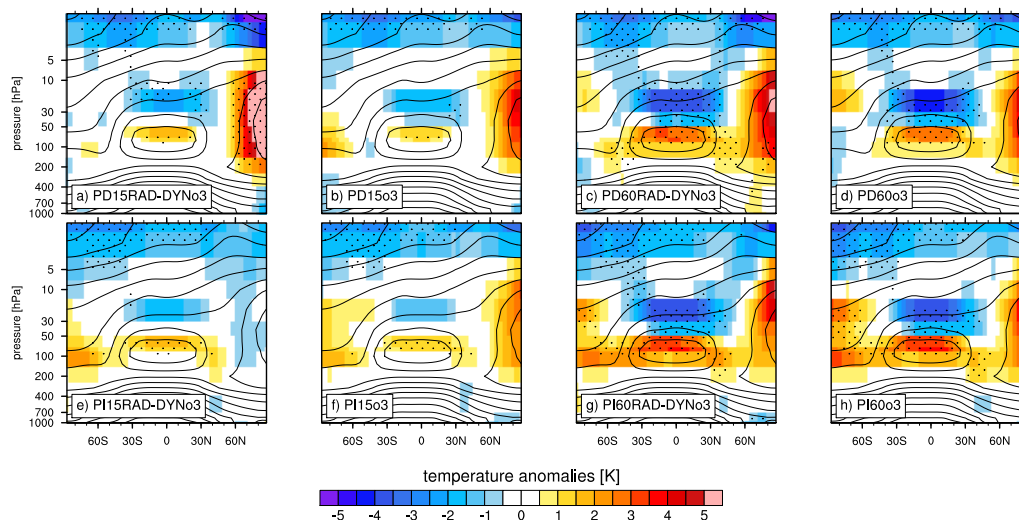 pressure [hPa]
5
10
30
50
100
200
400
700
1000
a) PD15RAD-DYNo3
b) PD15o3
c) PD60RAD-DYNo3
d) PD60o3
pressure [hPa]
5
10
30
50
100
200
400
700
1000
e) PI15RAD-DYNo3
f) PI15o3
g) PI60RAD-DYNo3
h) PI60o3
60S 30S 0 30N 60N
60S 30S 0 30N 60N
60S 30S 0 30N 60N
60S 30S 0 30N 60N
temperature anomalies [K]
-5 -4 -3 -2 -1 0 1 2 3 4 5